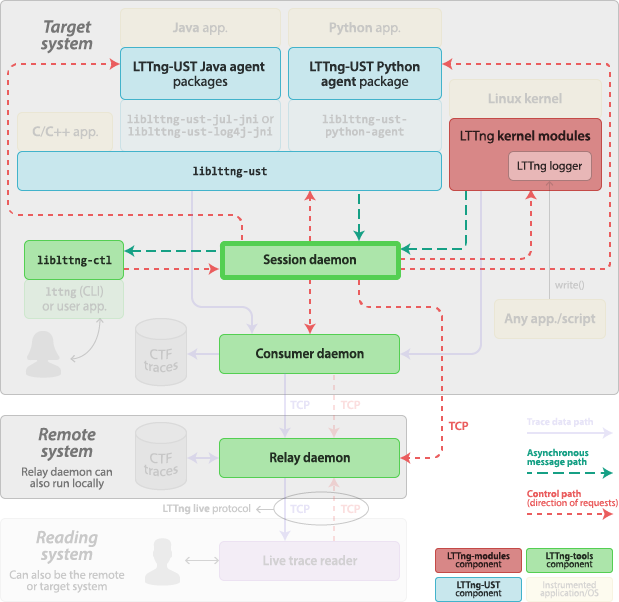 Target
system
Java app.
Python app.
LTTng-UST Java agent
packages
LTTng-UST Python
agent package
Linux kernel
C/C++ app.
liblttng-ust-jul-jni or
liblttng-ust-log4j-jni
liblttng-ust-
python-agent
LTTng kernel modules
LTTng logger
liblttng-ust
liblttng-ctl
Session daemon
lttng (CLI)
or user app.
write()
Any app./script
CTF
traces
Consumer daemon
TCP
TCP
Remote
system
Relay daemon can
also run locally
CTF
traces
Relay daemon
TCP
Trace data path
Asynchronous
message path
Control path
(direction of requests)
LTTng live protocol
TCP
TCP
Reading
system
Can also be the remote
or target system
Live trace reader
LTTng-modules
component
LTTng-tools
component
LTTng-UST
component
Instrumented
application/OS